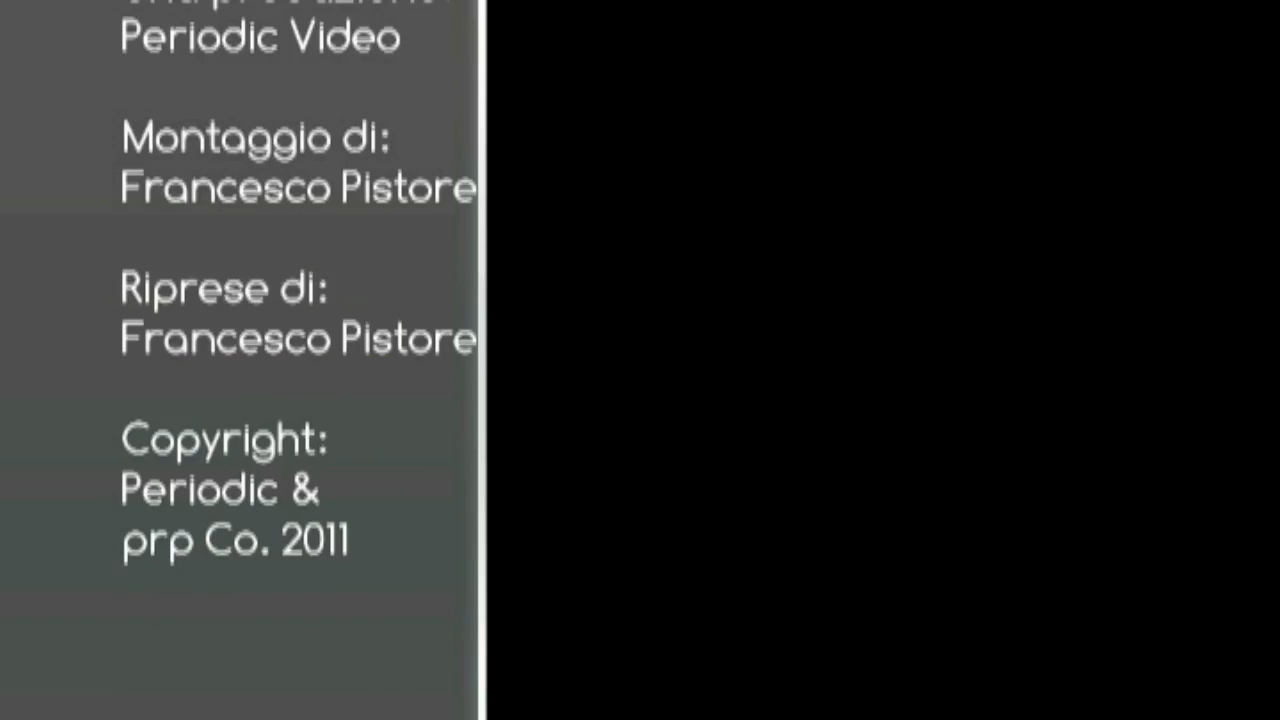 Periodic Video
Montaggio di:
Francesco Pistore
Riprese di:
Francesco Pistore
Copyright:
Periodic &
prp Co. 2011